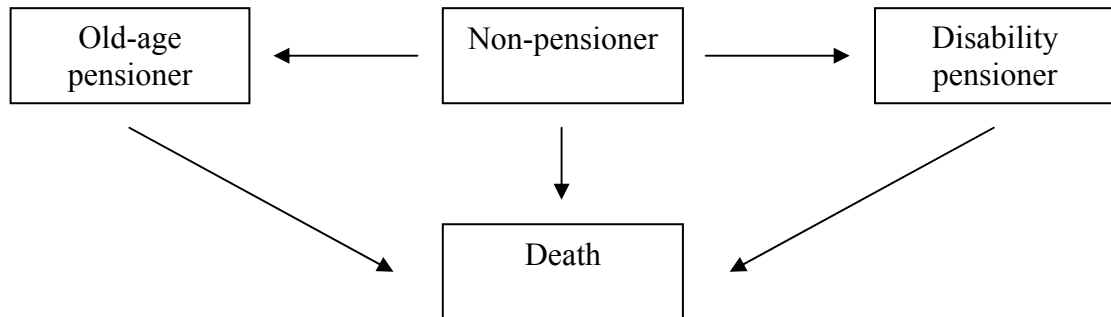 Old-age
pensioner
Non-pensioner
Disability
pensioner
Death